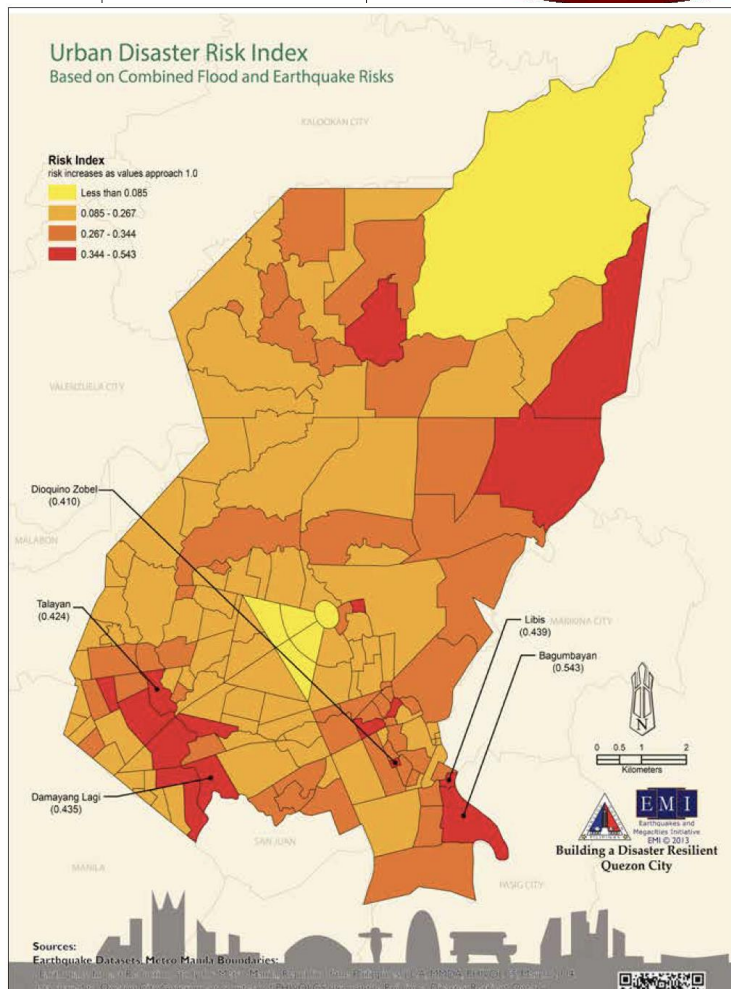 Urban Disaster Risk Index
Based on Combined Flood and Earthquake Risks
KALOOKAN CITY
Risk Index
risk increases as values approach 1.0
Less than 0.085
0.085 - 0.267
0.267 - 0.344
0.344 - 0.543
VALENZUELA CITY
Dioquino Zobel
(0.410)
MALABON
Talayan
(0.424)
Libis
(0.439)
MARIKINA CITY
Bagumbayan
(0.543)
N
0 0.5 1 2
Kilometers
Damayang Lagi
(0.435)
EMI
Earthquakes and
Megacities Initiative
EMI © 2013
Building a Disaster Resilient
Quezon City
SAN JUAN
MANILA
PASIG CITY
Sources:
Earthquake Datasets, Metro Manila Boundaries: